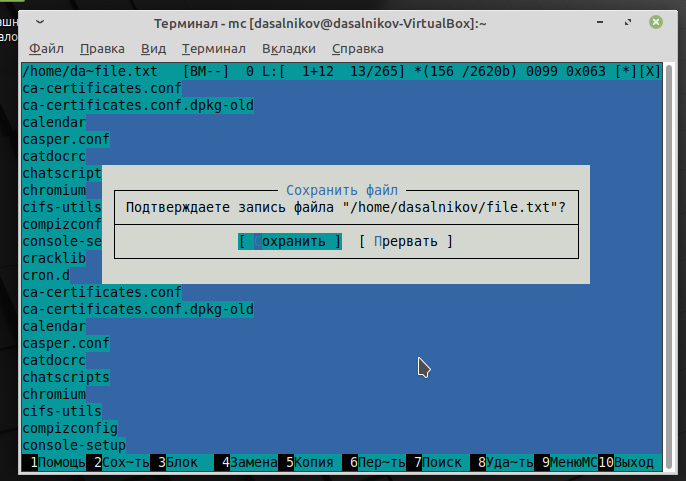 ашн
ало
Терминал - mc [dasalnikov@dasalnikov-VirtualBox]:~
Файл Правка Вид Терминал Вкладки Справка
/home/da~file.txt [BM--] 0 L:[ 1+12 13/265] *(156 /2620b) 0099 0x063 [*][X]
ca-certificates.conf
ca-certificates.conf.dpkg-old
calendar
casper.conf
catdocrc
chatscript
chromium
cifs-utils
compizconf
console-se
cracklib
cron.d
Сохранить файл
Подтверждаете запись файла "/home/dasalnikov/file.txt"?
[ Сохранить ] [ Прервать ]
ca-certificates.conf
ca-certificates.conf.dpkg-old
calendar
casper.conf
catdocrc
chatscripts
chromium
cifs-utils
compizconfig
console-setup
1Помощь 2Сох~ть 3Блок 4Замена 5Копия 6Пер~ть 7Поиск 8Уда~ть 9МенюMC 10Выход